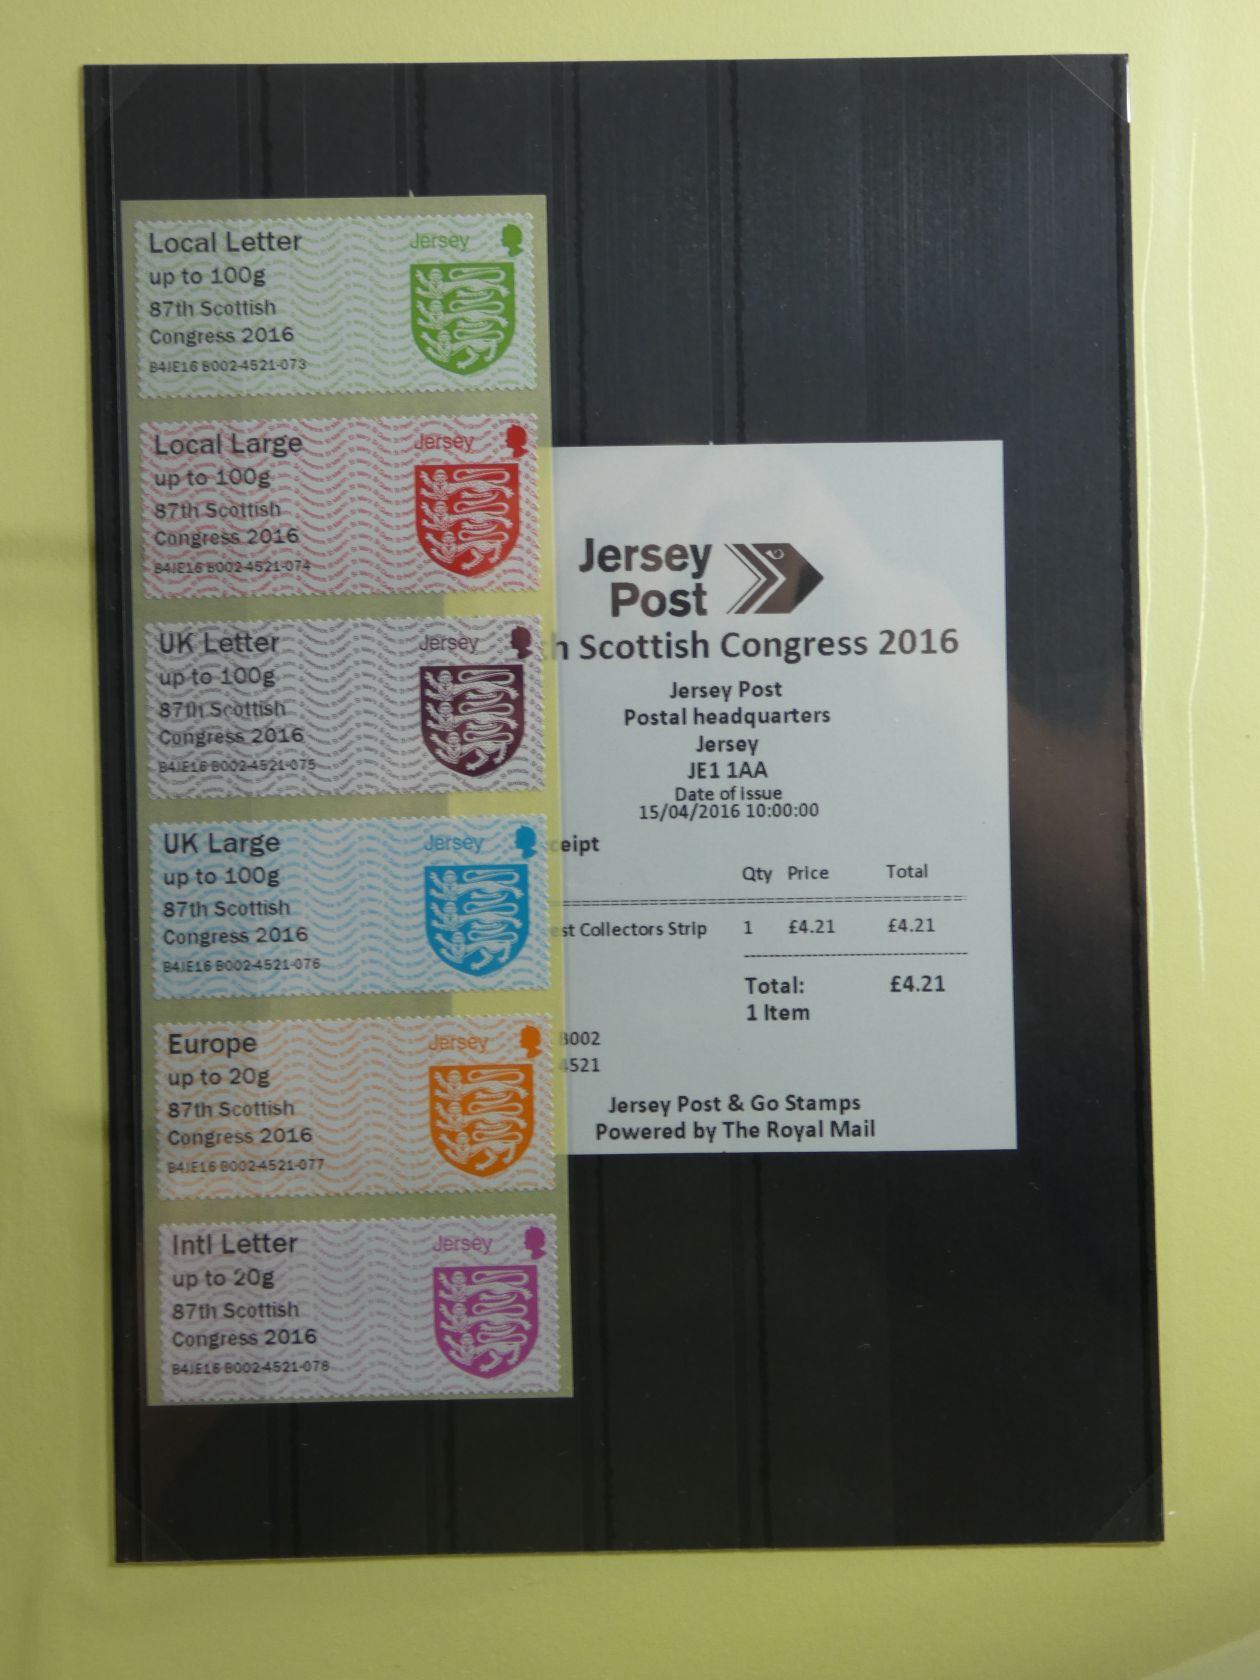 Local Letter
Jersey
up to 100g
87th Scottish
Congress 2016
B4JE16 B002-4521-073
Local Large
Jersey
up to 100g
87th Scottish
Congress 2016
B4JE16 B002-4521-074
UK Letter
Jersey
up to 100g
87th Scottish
Congress 2016
B4JE16 B002-4521-075
UK Large
Jersey
up to 100g
87th Scottish
Congress 2016
B4JE16 B002-4521-076
Europe
Jersey
up to 20g
87th Scottish
Congress 2016
B4JE16 B002-4521-077
Intl Letter
Jersey
up to 20g
87th Scottish
Congress 2016
B4JE16 B002-4521-078
Jersey
Post
h Scottish Congress 2016
Jersey Post
Postal headquarters
Jersey
JE1 1AA
Date of Issue
15/04/2016 10:00:00
ceipt
Qty Price Total
est Collectors Strip 1 £4.21 £4.21
Total: £4.21
1 Item
B002
4521
Jersey Post & Go Stamps
Powered by The Royal Mail